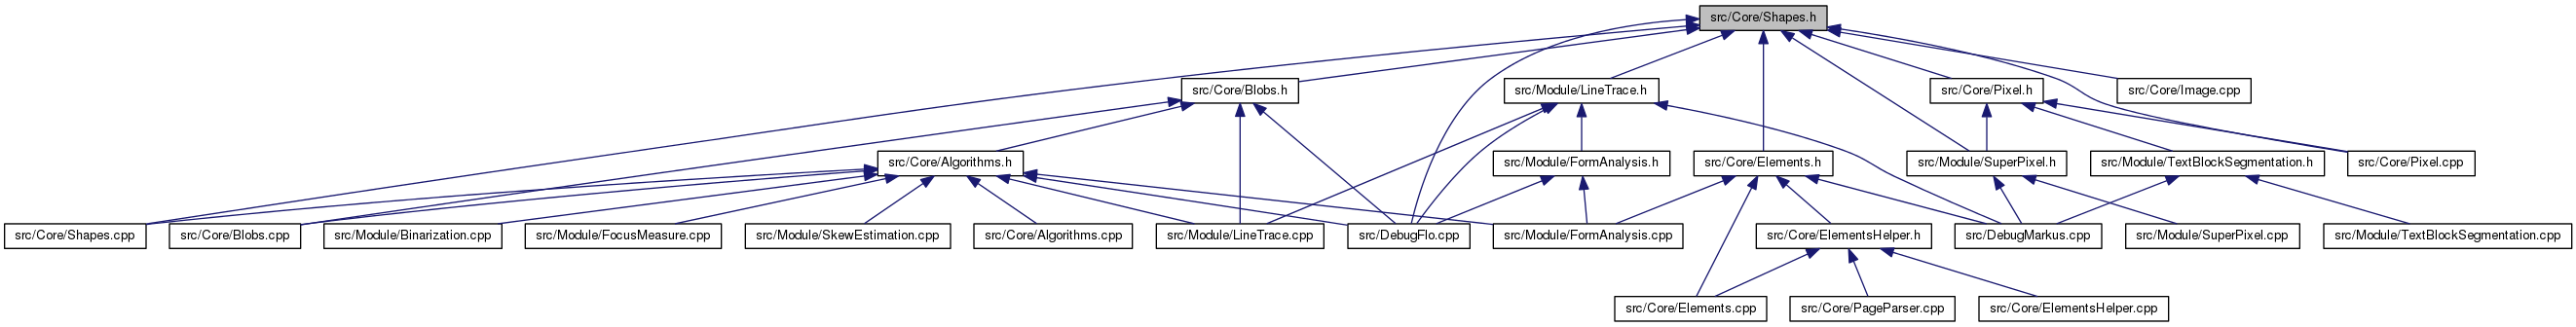 src/Core/Shapes.h
src/Core/Blobs.h
src/Module/LineTrace.h
src/Core/Pixel.h
src/Core/Image.cpp
src/Core/Algorithms.h
src/Module/FormAnalysis.h
src/Core/Elements.h
src/Module/SuperPixel.h
src/Module/TextBlockSegmentation.h
src/Core/Pixel.cpp
src/Core/Shapes.cpp
src/Core/Blobs.cpp
src/Module/Binarization.cpp
src/Module/FocusMeasure.cpp
src/Module/SkewEstimation.cpp
src/Core/Algorithms.cpp
src/Module/LineTrace.cpp
src/DebugFlo.cpp
src/Module/FormAnalysis.cpp
src/Core/ElementsHelper.h
src/DebugMarkus.cpp
src/Module/SuperPixel.cpp
src/Module/TextBlockSegmentation.cpp
src/Core/Elements.cpp
src/Core/PageParser.cpp
src/Core/ElementsHelper.cpp